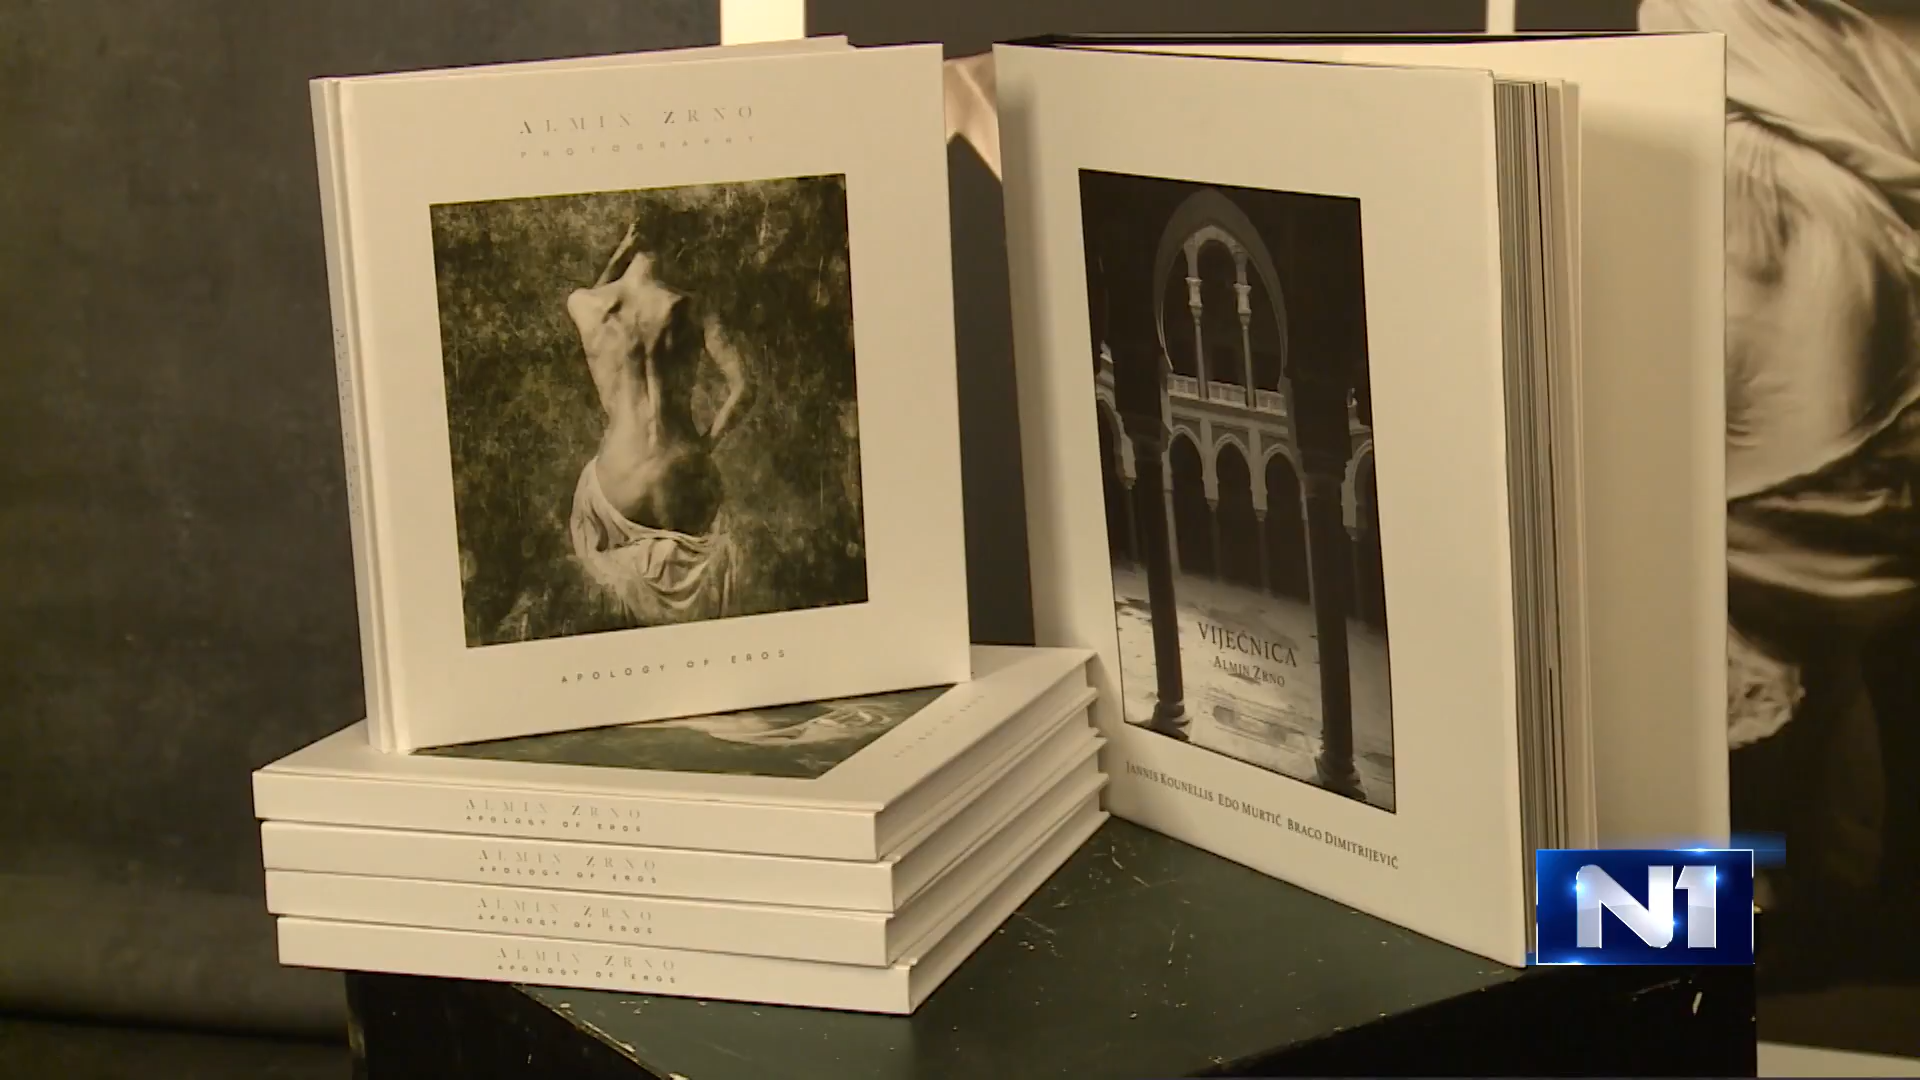 ALMIN ZRNO
PHOTOGRAPHY
APOLOGY OF EROS
ALMIN ZRNO
APOLOGY OF EROS
ALMIN ZRNO
APOLOGY OF EROS
ALMIN ZRNO
APOLOGY OF EROS
ALMIN ZRNO
APOLOGY OF EROS
VIJEĆNICA
ALMIN ZRNO
JANNIS KOUNELLIS EDO MURTIĆ BRACO DIMITRIJEVIĆ
N1